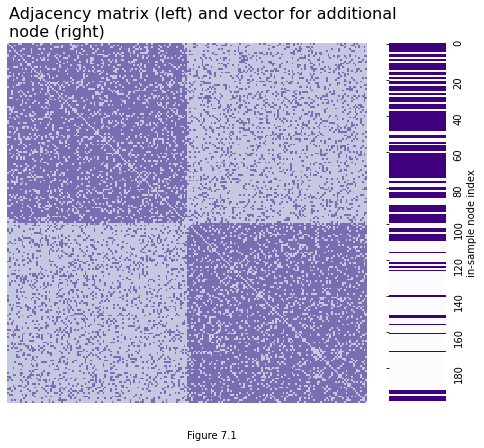 Adjacency matrix (left) and vector for additional
node (right)
0
20
40
60
80
100
120
140
160
180
in-sample node index
Figure 7.1